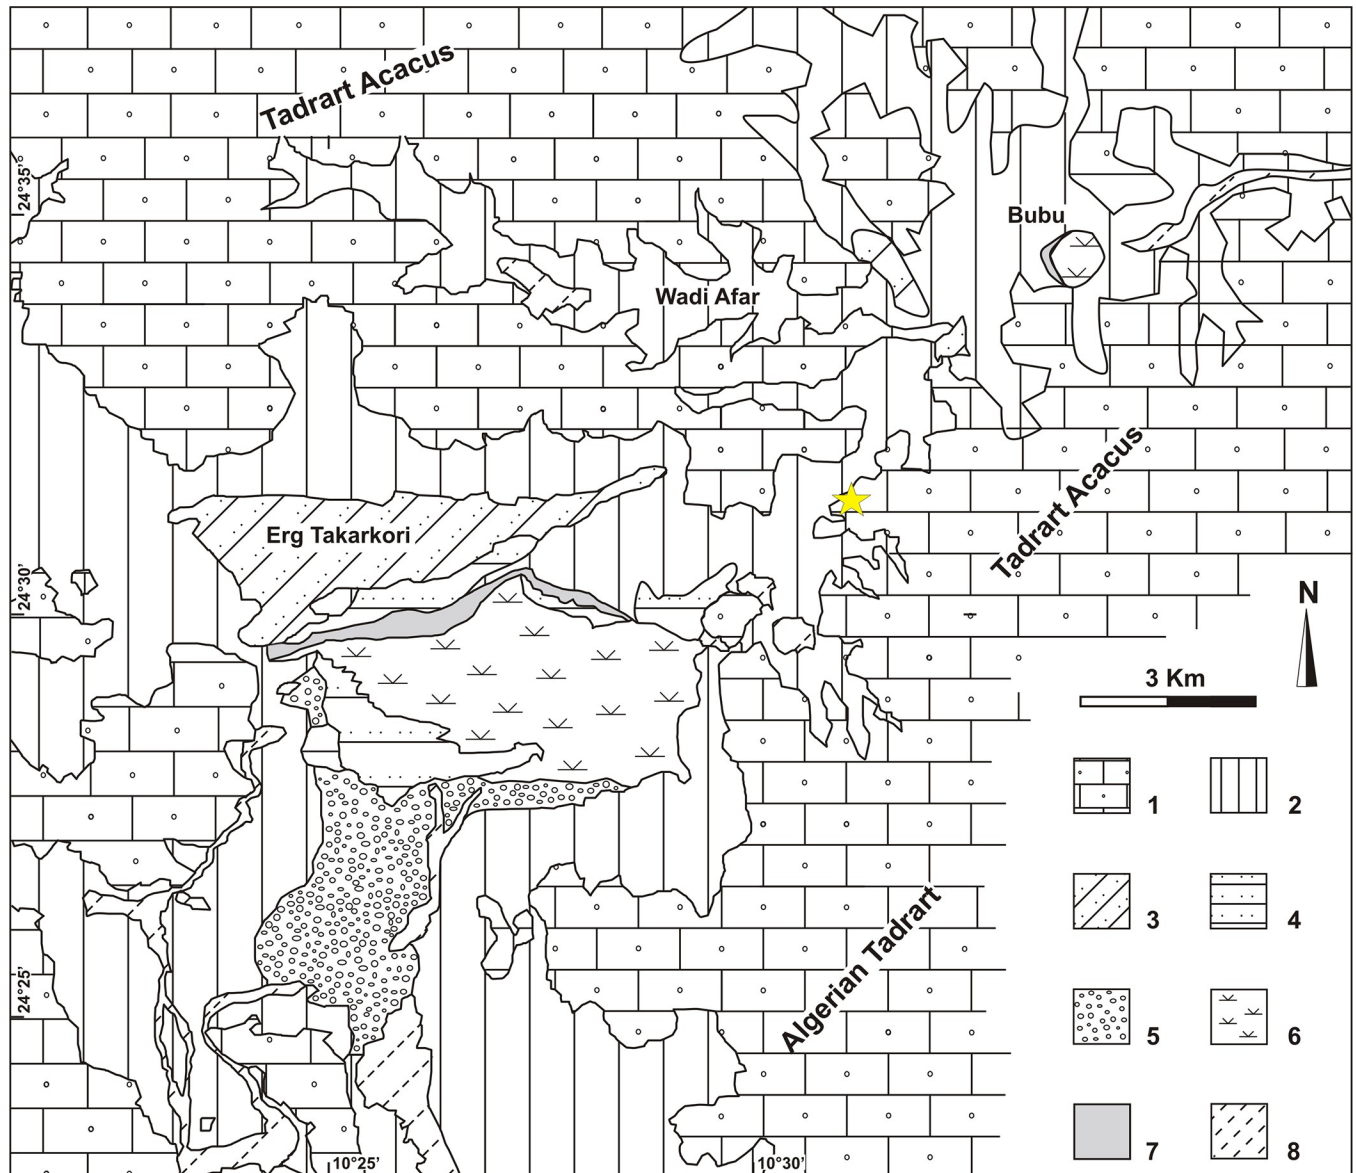 Tadrart Acacus
24°35'°
Bubu
Wadi Afar
Tadrart Acacus
Erg Takarkori
24°30'
N
3 Km
1
2
3
4
Algerian Tadrart
24°25'
5
6
7
8
10°25'
10°30'